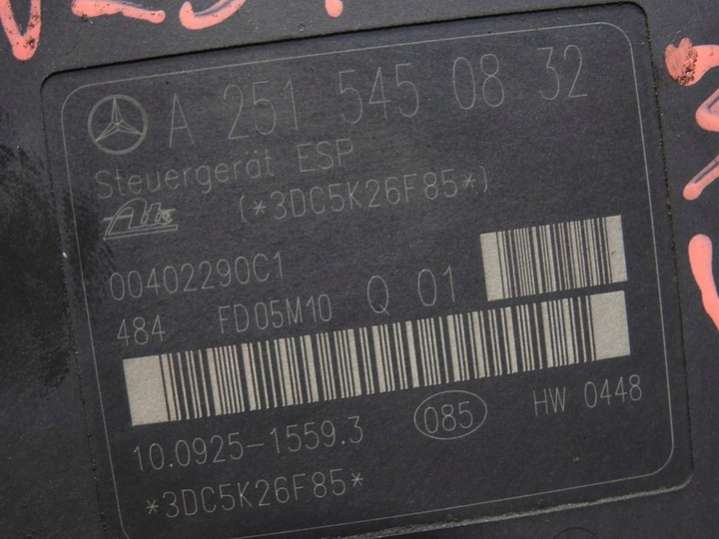 A 251 545 08 32
Steuergerät ESP
Ate (*3DC5K26F85*)
00402290C1
484 FD05M10 Q 01
10.0925-1559.3 085 HW 0448
*3DC5K26F85*